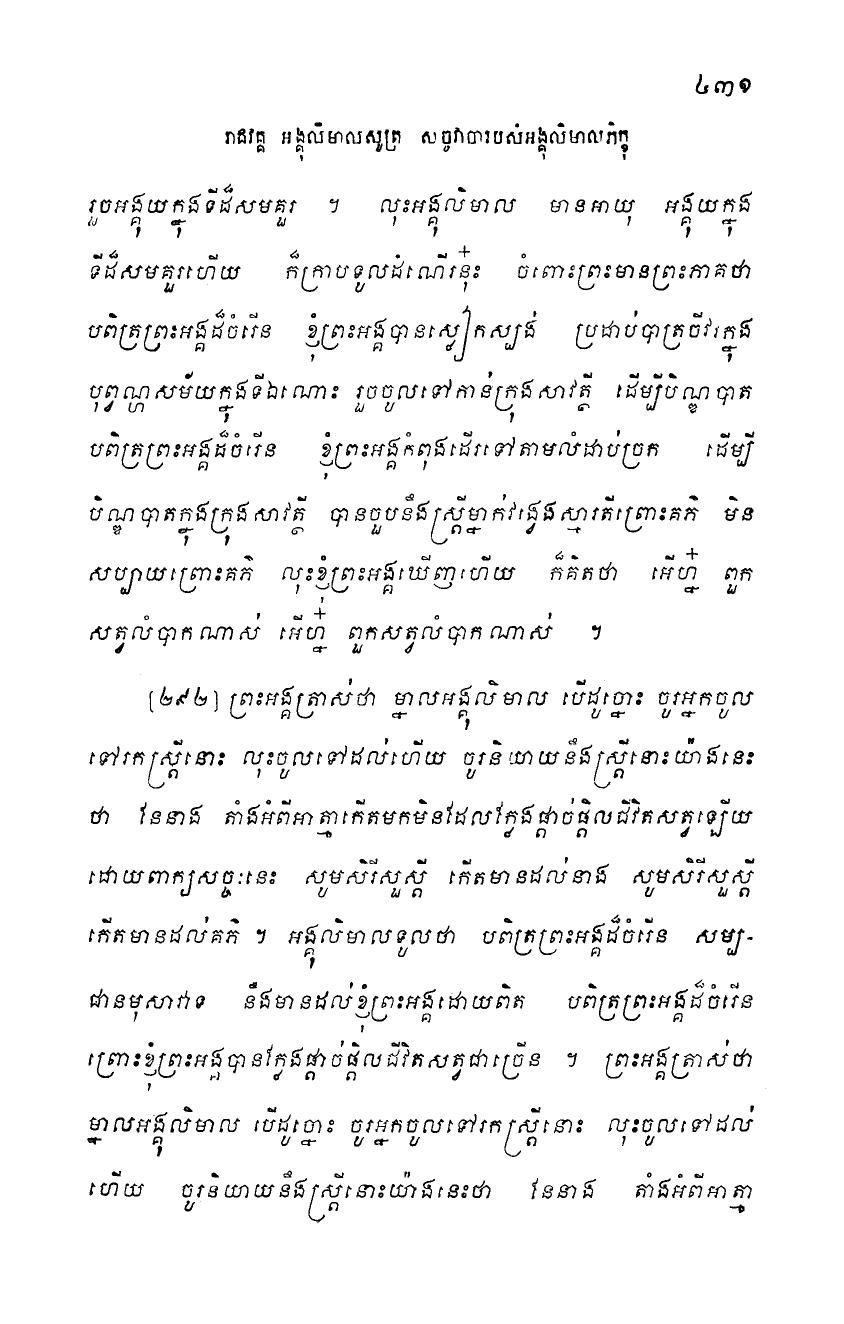 ៤៣១
រាជវគ្គ អង្គុលិមាលសូត្រ សច្ចវាចារបស់អង្គុលិមាលភិក្ខុ
រួចអង្គុយក្នុងទីដ៏សមគួរ ។ លុះអង្គុលិមាល មានអាយុ អង្គុយក្នុង
ទីដ៏សមគួរហើយ ក៏ក្រាបទូលដំណើរនុ៎ះ ចំពោះព្រះមានព្រះភាគថា
បពិត្រព្រះអង្គដ៏ចំរើន ខ្ញុំព្រះអង្គបានស្លៀកស្បង់ ប្រដាប់បាត្រចីវរក្នុង
បុព្វណ្ហសម័យក្នុងទីឯណោះ រួចចូលទៅកាន់ក្រុងសាវត្ថី ដើម្បីបិណ្ឌបាត
បពិត្រព្រះអង្គដ៏ចំរើន ខ្ញុំព្រះអង្គកំពុងដើរទៅតាមលំដាប់ច្រក ដើម្បី
បិណ្ឌបាតក្នុងក្រុងសាវត្ថី បានចួបនឹងស្ត្រីម្នាក់វង្វេងស្មារតីព្រោះគភ៌ មិន
សប្បាយព្រោះគភ៌ លុះខ្ញុំព្រះអង្គឃើញហើយ ក៏គិតថា អើហ្ន៎ ពួក
សត្វលំបាកណាស់ អើហ្ន៎ ពួកសត្វលំបាកណាស់ ។
[២៩២] ព្រះអង្គត្រាស់ថា ម្នាលអង្គុលិមាល បើដូច្នោះ ចូរអ្នកចូល
ទៅរកស្ត្រីនោះ លុះចូលទៅដល់ហើយ ចូរនិយាយនឹងស្ត្រីនោះយ៉ាងនេះ
ថា នែនាង តាំងអំពីអាត្មាកើតមកមិនដែលក្លែងផ្តាច់ផ្តិលជីវិតសត្វឡើយ
ដោយពាក្យសច្ចៈនេះ សូមសិរីសួស្តី កើតមានដល់នាង សូមសិរីសួស្តី
កើតមានដល់គភ៌ ។ អង្គុលិមាលទូលថា បពិត្រព្រះអង្គដ៏ចំរើន សម្ប-
ជានមុសាវាទ នឹងមានដល់ខ្ញុំព្រះអង្គដោយពិត បពិត្រព្រះអង្គដ៏ចំរើន
ព្រោះខ្ញុំព្រះអង្គបានក្លែងផ្តាច់ផ្តិលជីវិតសត្វជាច្រើន ។ ព្រះអង្គត្រាស់ថា
ម្នាលអង្គុលិមាល បើដូច្នោះ ចូរអ្នកចូលទៅរកស្ត្រីនោះ លុះចូលទៅដល់
ហើយ ចូរនិយាយនឹងស្ត្រីនោះយ៉ាងនេះថា នែនាង តាំងអំពីអាត្មា